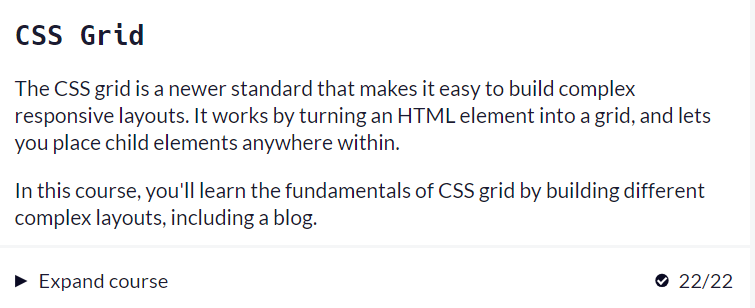 CSS Grid
The CSS grid is a newer standard that makes it easy to build complex
responsive layouts. It works by turning an HTML element into a grid, and lets
you place child elements anywhere within.
In this course, you'll learn the fundamentals of CSS grid by building different
complex layouts, including a blog.
Expand course 22/22